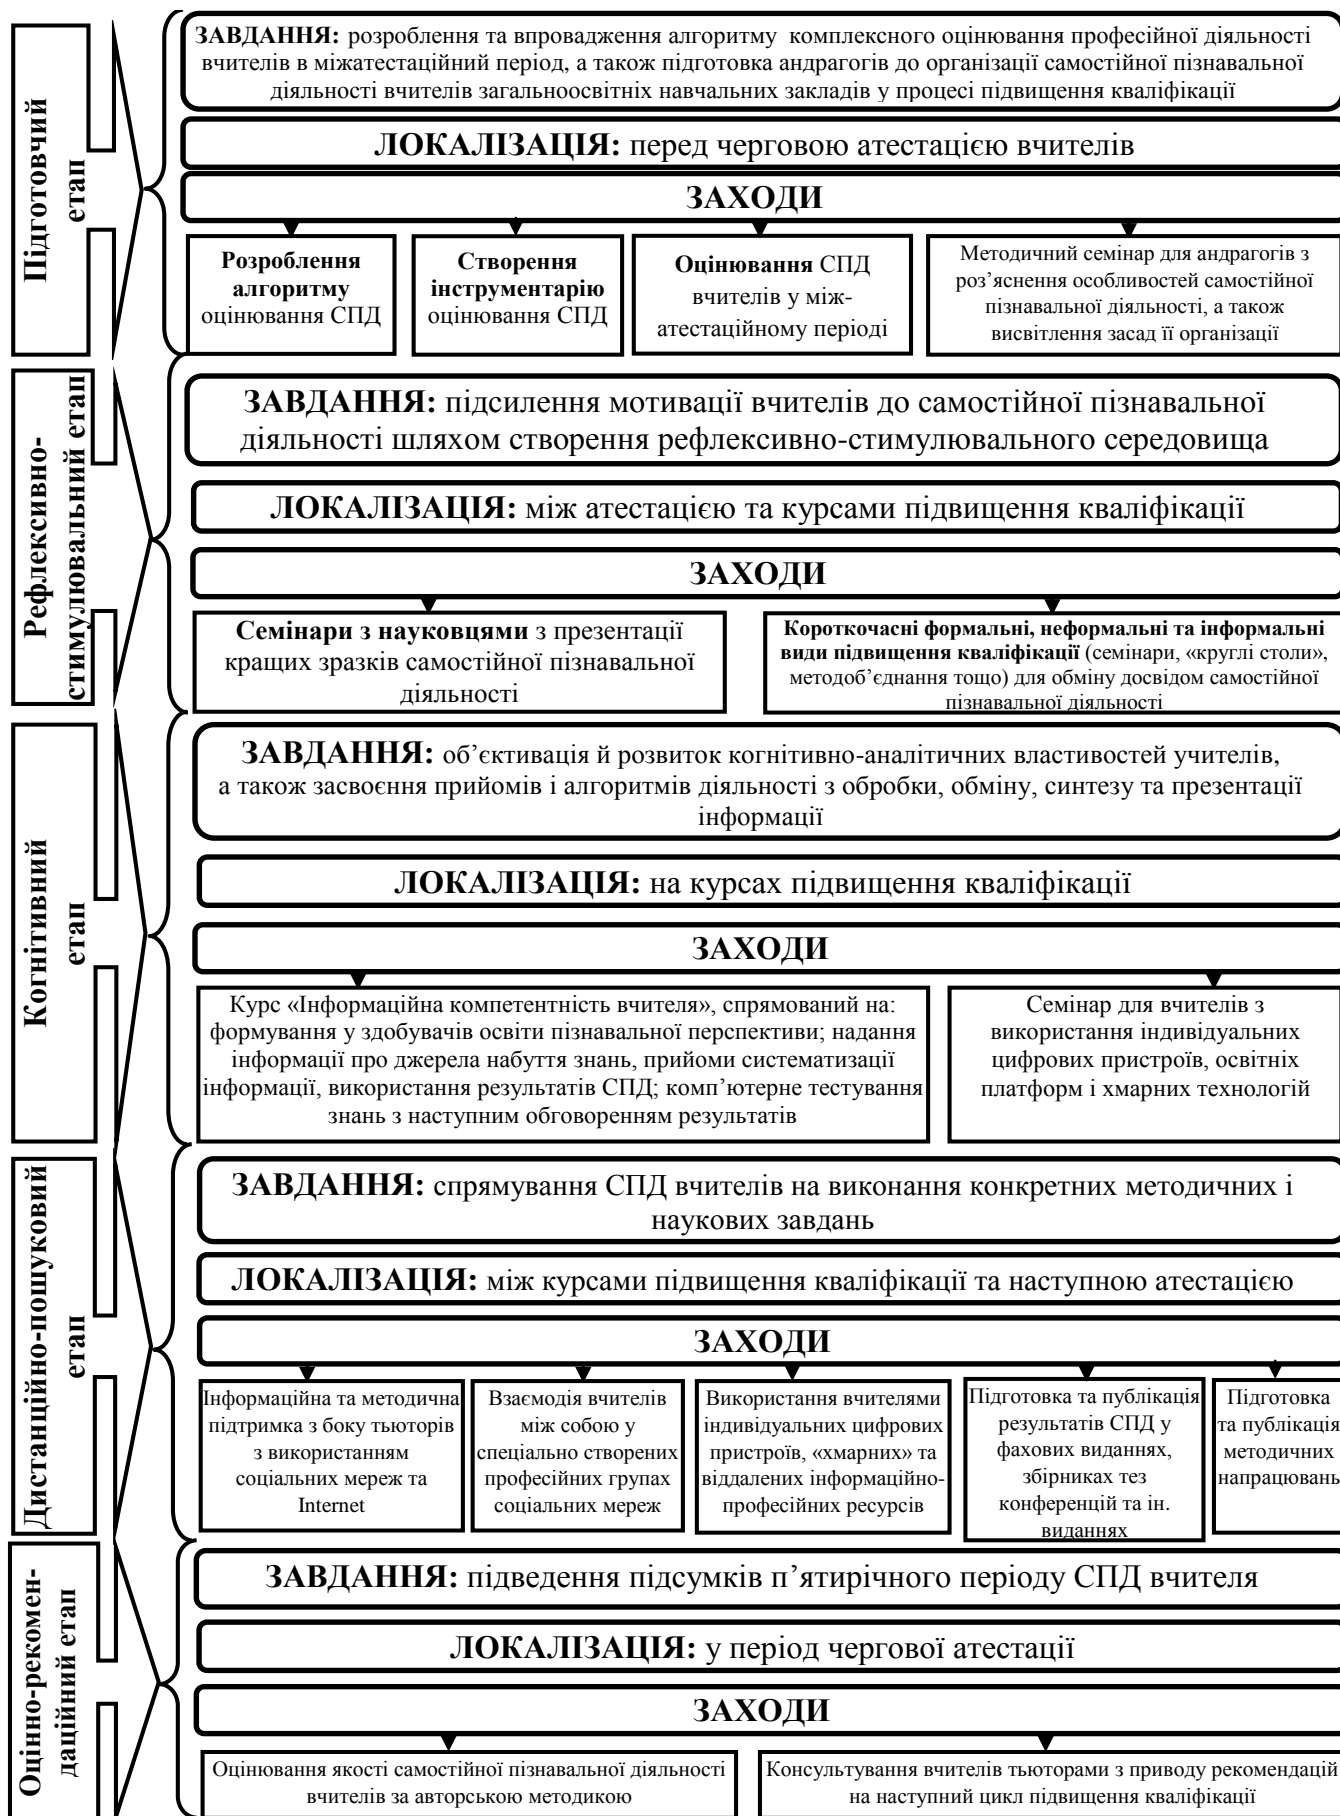 Підготовчий
етап
ЗАВДАННЯ: розроблення та впровадження алгоритму комплексного оцінювання професійної діяльності
вчителів в міжатестаційний період, а також підготовка андрагогів до організації самостійної пізнавальної
діяльності вчителів загальноосвітніх навчальних закладів у процесі підвищення кваліфікації
ЛОКАЛІЗАЦІЯ: перед черговою атестацією вчителів
ЗАХОДИ
Розроблення
алгоритму
оцінювання СПД
Створення
інструментарію
оцінювання СПД
Оцінювання СПД
вчителів у між-
атестаційному періоді
Методичний семінар для андрагогів з
роз’яснення особливостей самостійної
пізнавальної діяльності, а також
висвітлення засад її організації
Рефлексивно-
стимулювальний етап
ЗАВДАННЯ: підсилення мотивації вчителів до самостійної пізнавальної
діяльності шляхом створення рефлексивно-стимулювального середовища
ЛОКАЛІЗАЦІЯ: між атестацією та курсами підвищення кваліфікації
ЗАХОДИ
Семінари з науковцями з презентації
кращих зразків самостійної пізнавальної
діяльності
Короткочасні формальні, неформальні та інформальні
види підвищення кваліфікації (семінари, «круглі столи»,
методоб’єднання тощо) для обміну досвідом самостійної
пізнавальної діяльності
Когнітивний
етап
ЗАВДАННЯ: об’єктивація й розвиток когнітивно-аналітичних властивостей учителів,
а також засвоєння прийомів і алгоритмів діяльності з обробки, обміну, синтезу та презентації
інформації
ЛОКАЛІЗАЦІЯ: на курсах підвищення кваліфікації
ЗАХОДИ
Курс «Інформаційна компетентність вчителя», спрямований на:
формування у здобувачів освіти пізнавальної перспективи; надання
інформації про джерела набуття знань, прийоми систематизації
інформації, використання результатів СПД; комп’ютерне тестування
знань з наступним обговоренням результатів
Семінар для вчителів з
використання індивідуальних
цифрових пристроїв, освітніх
платформ і хмарних технологій
Дистанційно-пошуковий
етап
ЗАВДАННЯ: спрямування СПД вчителів на виконання конкретних методичних і
наукових завдань
ЛОКАЛІЗАЦІЯ: між курсами підвищення кваліфікації та наступною атестацією
ЗАХОДИ
Інформаційна та методична
підтримка з боку тьюторів
з використанням
соціальних мереж та
Internet
Взаємодія вчителів
між собою у
спеціально створених
професійних групах
соціальних мереж
Використання вчителями
індивідуальних цифрових
пристроїв, «хмарних» та
віддалених інформаційно-
професійних ресурсів
Підготовка та публікація
результатів СПД у
фахових виданнях,
збірниках тез
конференцій та ін.
виданнях
Підготовка
та публікація
методичних
напрацювань
Оцінно-рекомен-
даційний етап
ЗАВДАННЯ: підведення підсумків п’ятирічного періоду СПД вчителя
ЛОКАЛІЗАЦІЯ: у період чергової атестації
ЗАХОДИ
Оцінювання якості самостійної пізнавальної діяльності
вчителів за авторською методикою
Консультування вчителів тьюторами з приводу рекомендацій
на наступний цикл підвищення кваліфікації